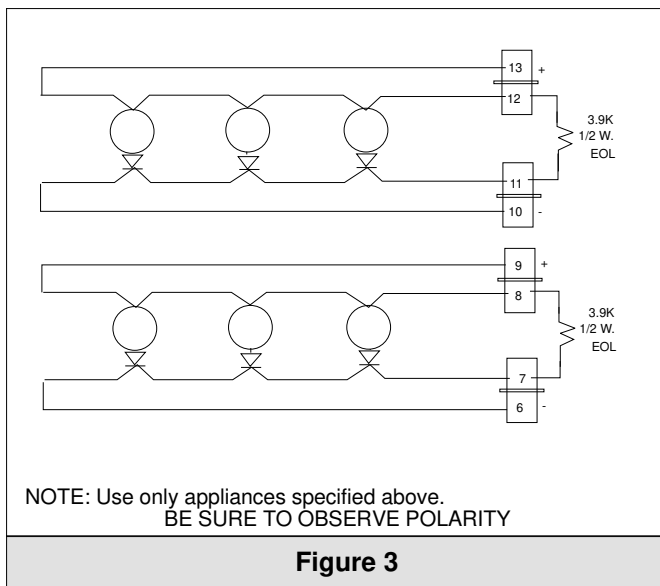 13 +
12
3.9K
1/2 W.
EOL
11
10 -
9 +
8
3.9K
1/2 W.
EOL
7
6 -
NOTE: Use only appliances specified above.
BE SURE TO OBSERVE POLARITY
Figure 3